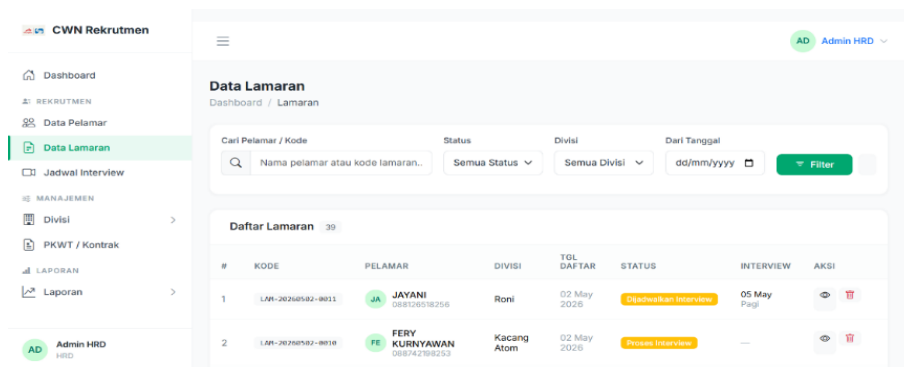 CWN Rekrutmen
AD Admin HRD
Dashboard
REKRUTMEN
Data Pelamar
Data Lamaran
Jadwal Interview
MANAJEMEN
Divisi
PKWT / Kontrak
LAPORAN
Laporan
AD Admin HRD
HRD
Data Lamaran
Dashboard / Lamaran
Cari Pelamar / Kode Status Divisi Dari Tanggal
Nama pelamar atau kode lamaran.. Semua Status Semua Divisi dd/mm/yyyy Filter
Daftar Lamaran 39
# KODE PELAMAR DIVISI TGL DAFTAR STATUS INTERVIEW AKSI
1 LAM-20260502-0011 JA JAYANI Roni 02 May 2026 Dijadwalkan Interview 05 May
088126518256 Pagi
2 LAM-20260502-0010 FE FERY KURNYAWAN Kacang Atom 02 May 2026 Proses Interview —
088742198253